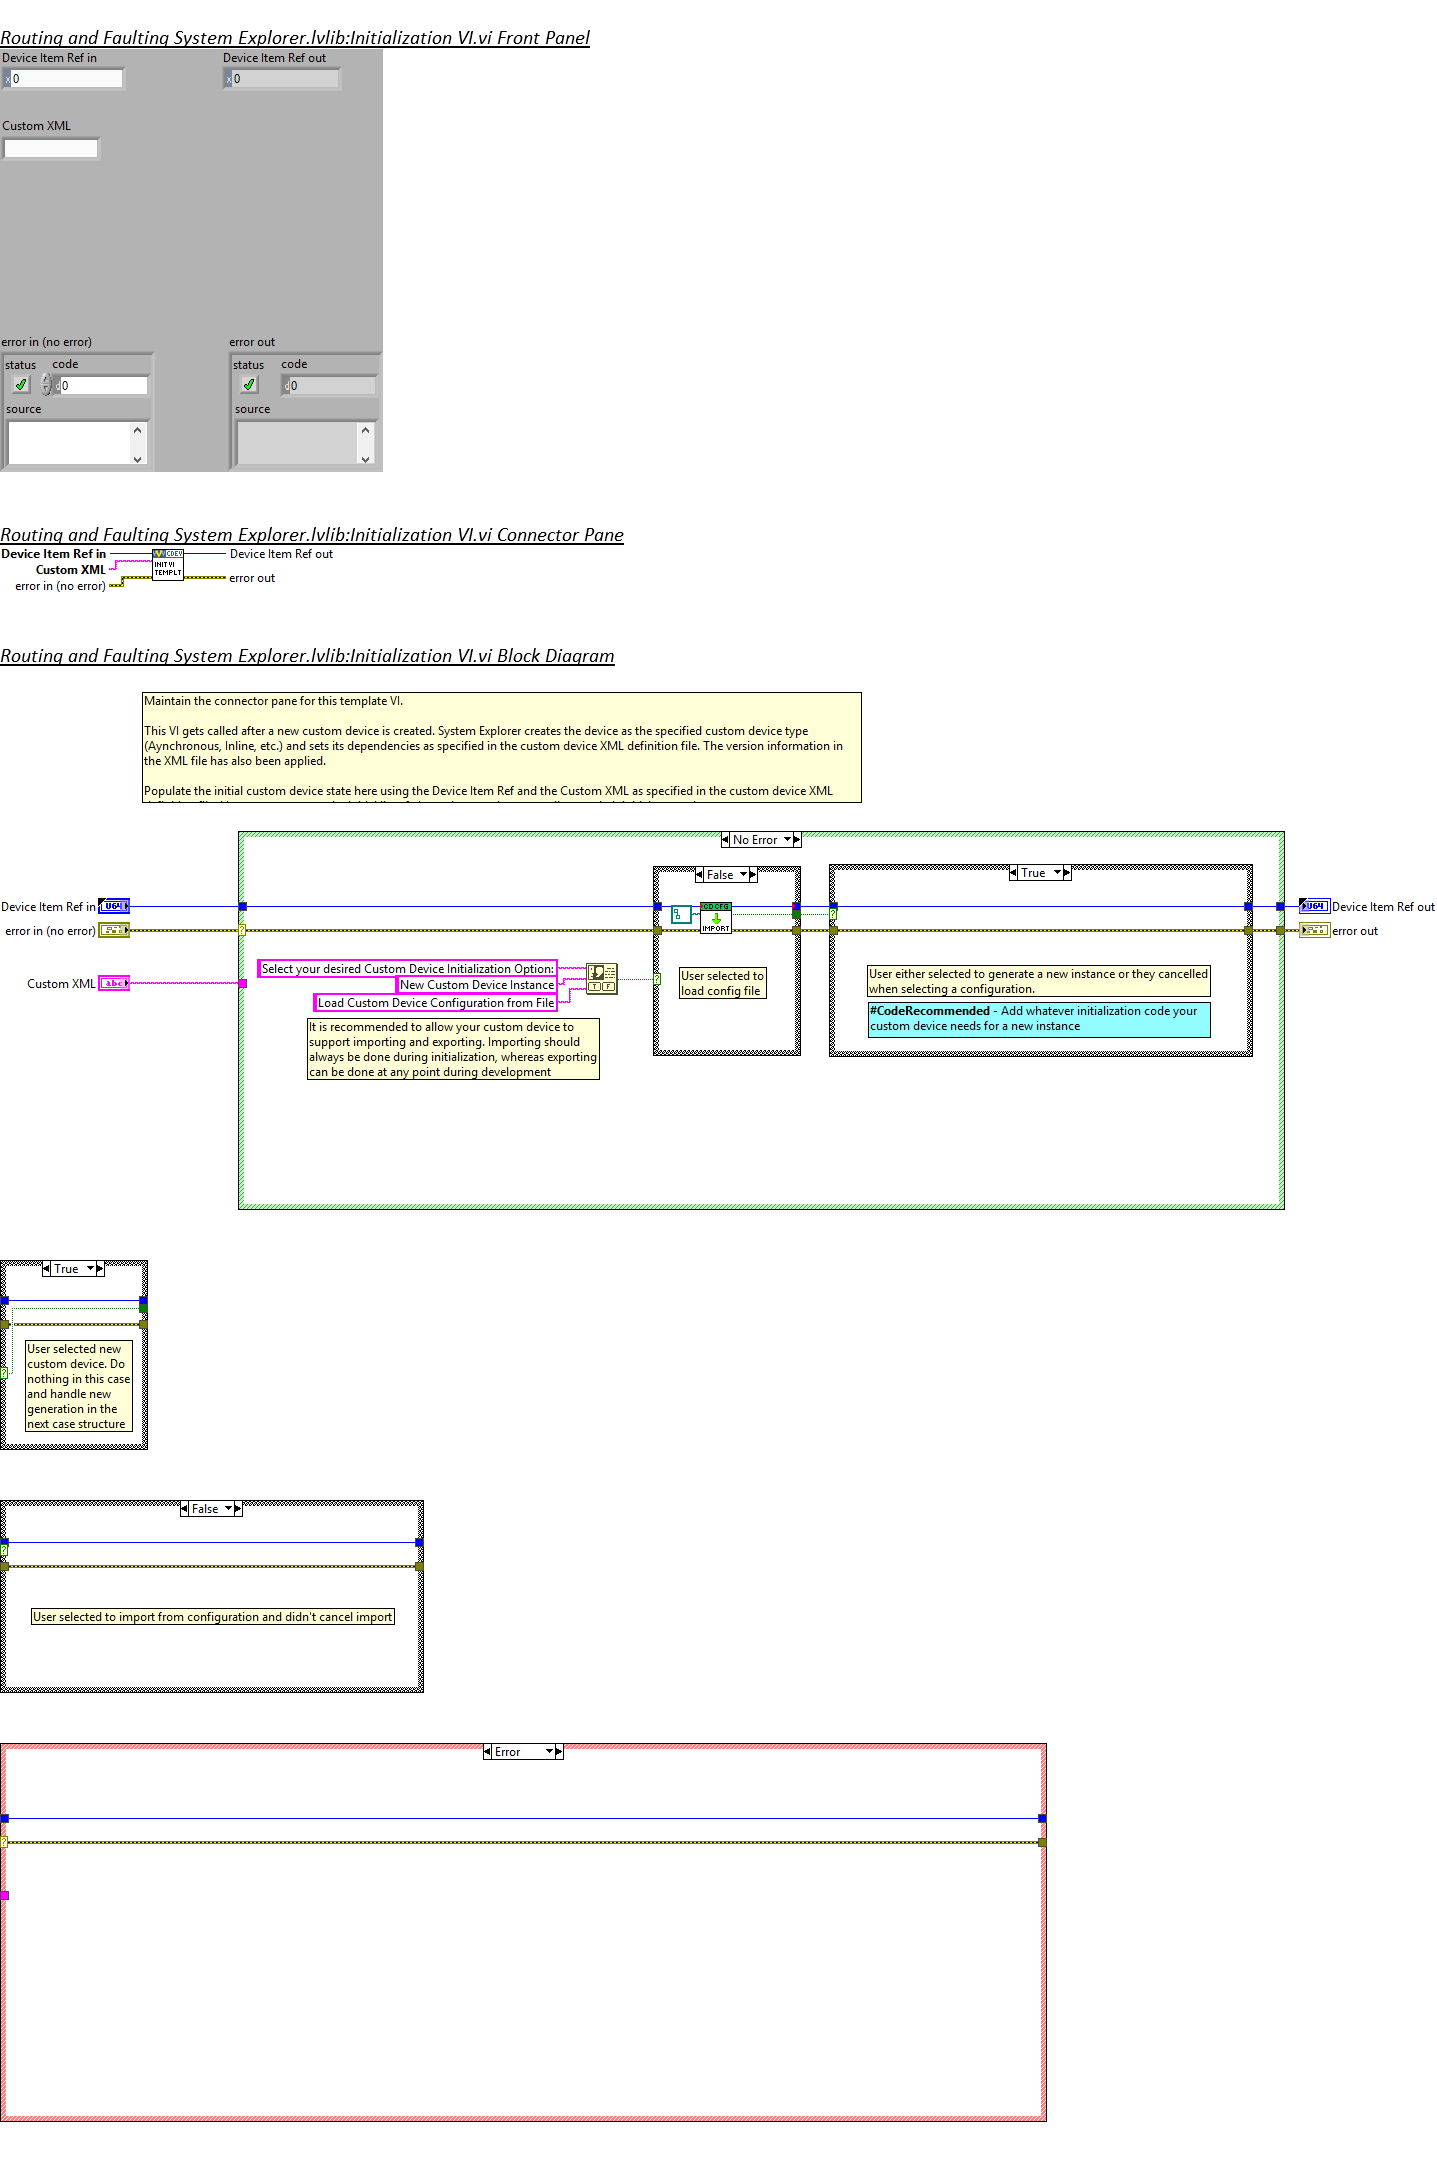 Routing and Faulting System Explorer.lvlib:Initialization VI.vi Front Panel
Device Item Ref in
Device Item Ref out
x 0
x 0
Custom XML
error in (no error)
error out
status
code
status
code
d 0
d 0
source
source
Routing and Faulting System Explorer.lvlib:Initialization VI.vi Connector Pane
Device Item Ref in
Device Item Ref out
Custom XML
error in (no error)
error out
CDEV
INIT VI
TEMPLT
Routing and Faulting System Explorer.lvlib:Initialization VI.vi Block Diagram
Maintain the connector pane for this template VI.
This VI gets called after a new custom device is created. System Explorer creates the device as the specified custom device type
(Aynchronous, Inline, etc.) and sets its dependencies as specified in the custom device XML definition file. The version information in
the XML file has also been applied.
Populate the initial custom device state here using the Device Item Ref and the Custom XML as specified in the custom device XML
No Error
False
True
Device Item Ref in
U64
CD CFG
IMPORT
U64
Device Item Ref out
error in (no error)
error out
Custom XML
abc
Select your desired Custom Device Initialization Option:
New Custom Device Instance
Load Custom Device Configuration from File
T F
?
?
?
User selected to
load config file
User either selected to generate a new instance or they cancelled
when selecting a configuration.
#CodeRecommended - Add whatever initialization code your
custom device needs for a new instance
It is recommended to allow your custom device to
support importing and exporting. Importing should
always be done during initialization, whereas exporting
can be done at any point during development
True
?
User selected new
custom device. Do
nothing in this case
and handle new
generation in the
next case structure
False
?
User selected to import from configuration and didn't cancel import
Error
?